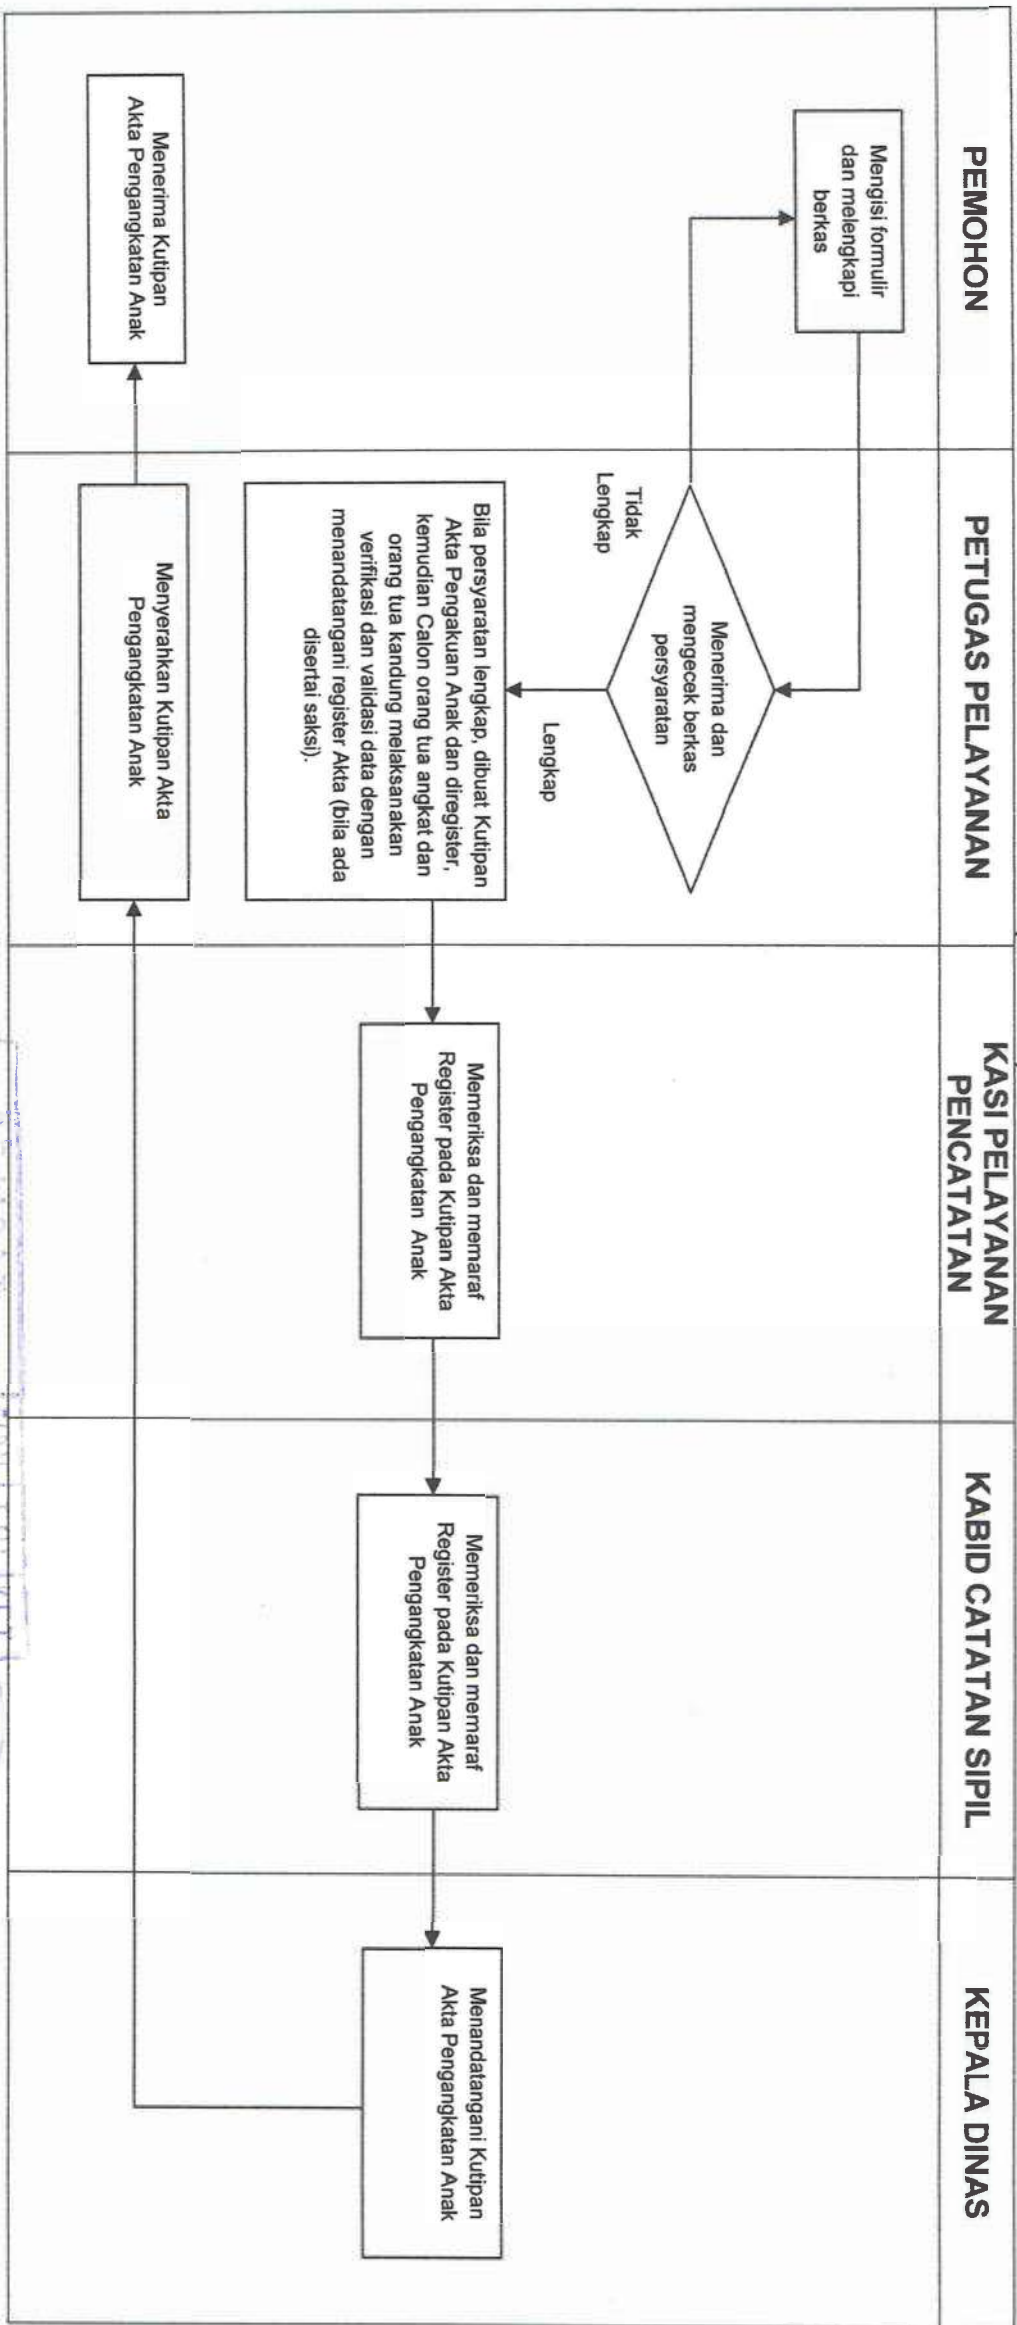 PEMOHON
PETUGAS PELAYANAN
KASI PELAYANAN
PENCATATAN
KABID CATATAN SIPIL
KEPALA DINAS
Mengisi formulir
dan melengkapi
berkas
Menerima dan
mengecek berkas
persyaratan
Tidak
Lengkap
Lengkap
Bila persyaratan lengkap, dibuat Kutipan
Akta Pengakuan Anak dan diregister,
kemudian Calon orang tua angkat dan
orang tua kandung melaksanakan
verifikasi dan validasi data dengan
menandatangani register Akta (bila ada
disertai saksi).
Memeriksa dan memaraf
Register pada Kutipan Akta
Pengangkatan Anak
Memeriksa dan memaraf
Register pada Kutipan Akta
Pengangkatan Anak
Menandatangani Kutipan
Akta Pengangkatan Anak
Menyerahkan Kutipan Akta
Pengangkatan Anak
Menerima Kutipan
Akta Pengangkatan Anak